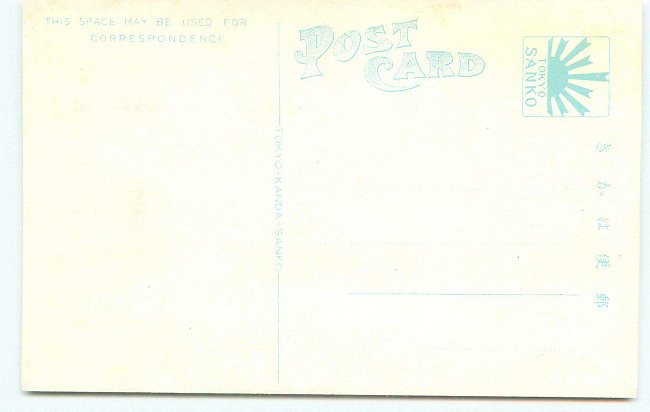 THIS SPACE MAY BE USED FOR
CORRESPONDENCE
POST
CARD
TOKYO
SANKO
TOKYO-KANDA-SANKO
きかは便郵